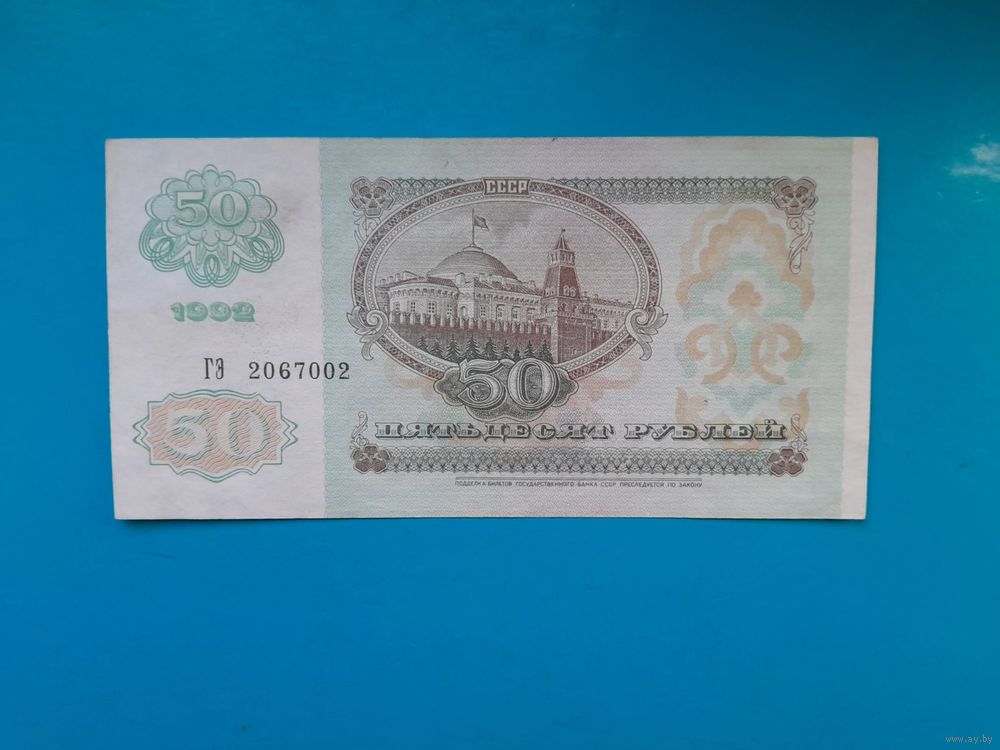 СССР
50
1992
ГЭ 2067002
50
50
ПЯТЬДЕСЯТ РУБЛЕЙ
ПОДДЕЛКА БИЛЕТОВ ГОСУДАРСТВЕННОГО БАНКА СССР ПРЕСЛЕДУЕТСЯ ПО ЗАКОНУ
www.ay.by